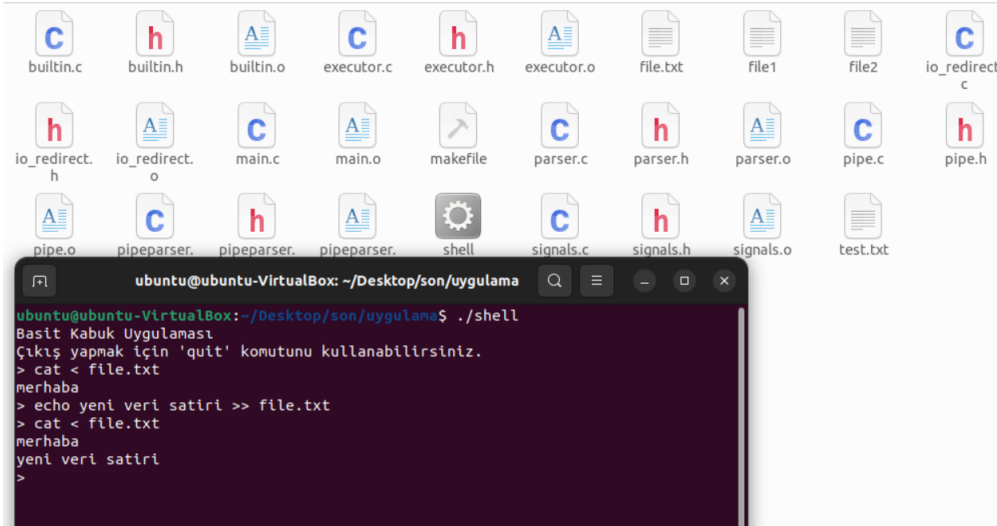 builtin.c builtin.h builtin.o executor.c executor.h executor.o file.txt file1 file2 io_redirect
c
io_redirect. io_redirect. main.c main.o makefile parser.c parser.h parser.o pipe.c pipe.h
h o
pipe.o pipeparser. pipeparser. pipeparser. shell signals.c signals.h signals.o test.txt
ubuntu@ubuntu-VirtualBox: ~/Desktop/son/uygulama
ubuntu@ubuntu-VirtualBox:~/Desktop/son/uygulama$ ./shell
Basit Kabuk Uygulaması
Çıkış yapmak için 'quit' komutunu kullanabilirsiniz.
> cat < file.txt
merhaba
> echo yeni veri satiri >> file.txt
> cat < file.txt
merhaba
yeni veri satiri
>